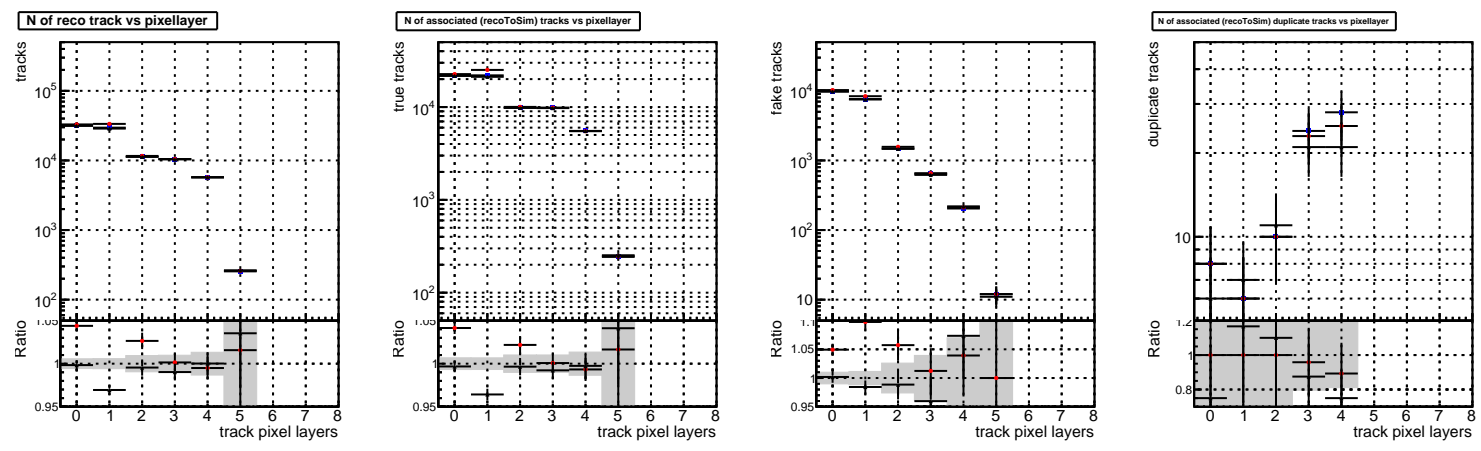 N of reco track vs pixellayer
tracks
10^5
10^4
10^3
10^2
Ratio
1.05
1
0.95
0 1 2 3 4 5 6 7 8
track pixel layers
N of associated (recoToSim) tracks vs pixellayer
true tracks
10^4
10^3
10^2
Ratio
1.05
1
0.95
0 1 2 3 4 5 6 7 8
track pixel layers
fake tracks
10^4
10^3
10^2
10
Ratio
1.1
1.05
1
0.95
0 1 2 3 4 5 6 7 8
track pixel layers
N of associated (recoToSim) duplicate tracks vs pixellayer
duplicate tracks
10
Ratio
1.2
1
0.8
0 1 2 3 4 5 6 7 8
track pixel layers